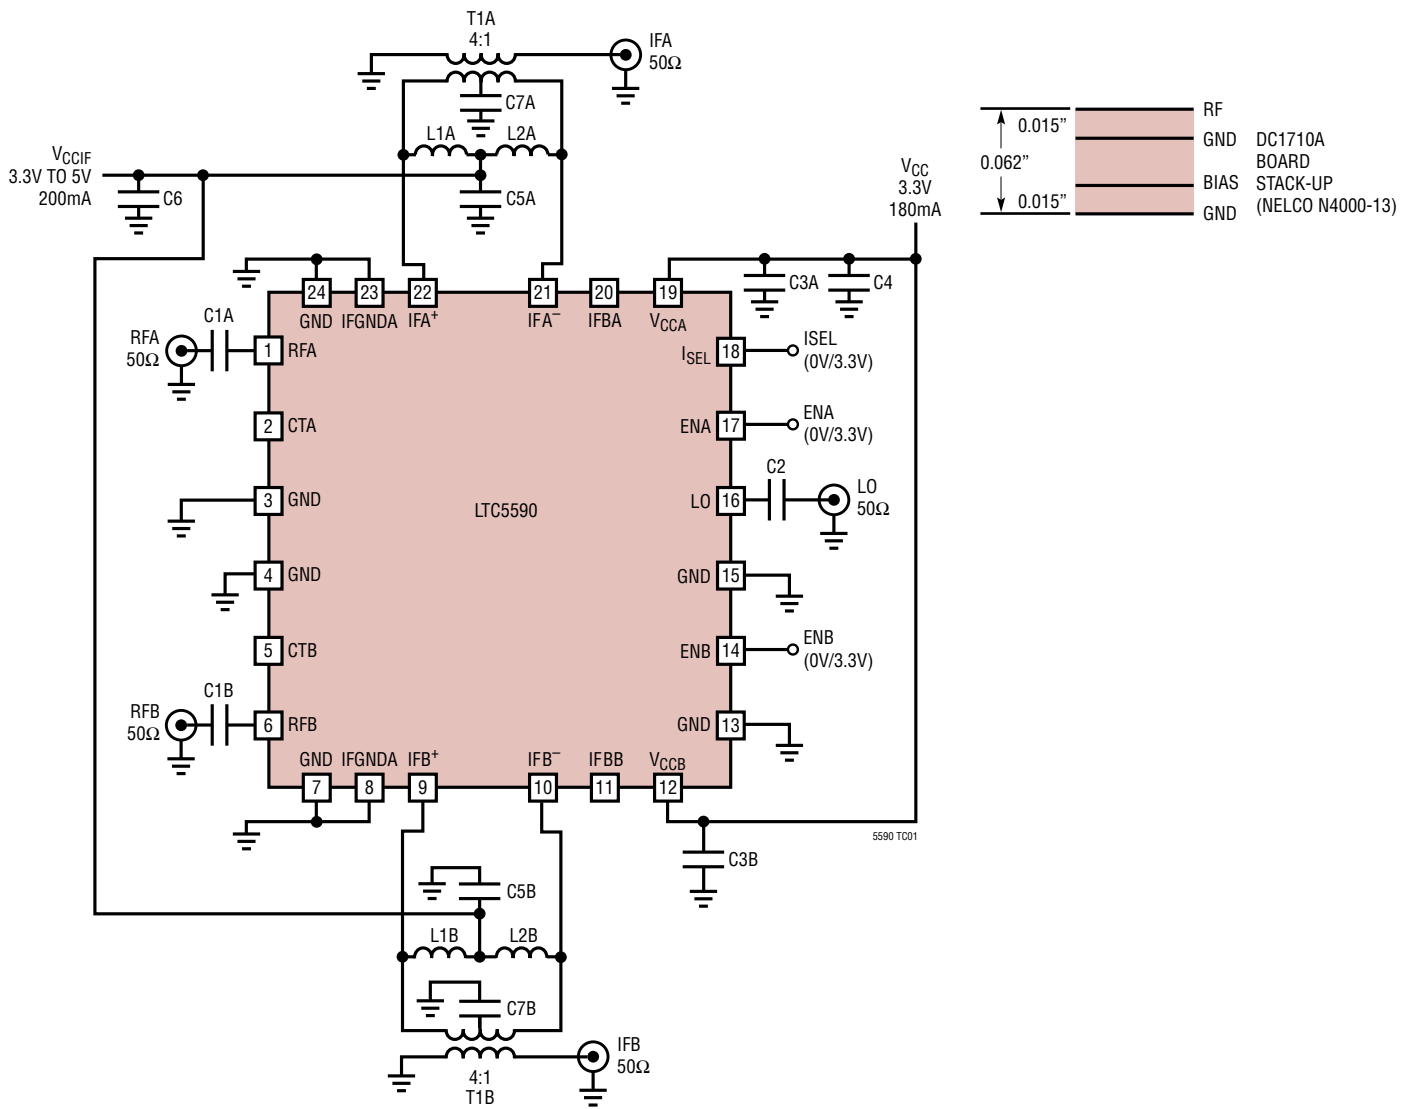 T1A
4:1
IFA
50Ω
C7A
L1A
L2A
VCCIF
3.3V TO 5V
200mA
C6
C5A
VCC
3.3V
180mA
0.015”
0.062”
0.015”
RF
GND
BIAS
GND
DC1710A
BOARD
STACK-UP
(NELCO N4000-13)
C3A
C4
24
23
22
21
20
19
GND
IFGNDA
IFA+
IFA−
IFBA
VCCA
C1A
RFA
50Ω
1
RFA
ISEL
18
ISEL
(0V/3.3V)
2
CTA
ENA
17
ENA
(0V/3.3V)
C2
3
GND
LTC5590
LO
16
LO
50Ω
4
GND
GND
15
5
CTB
ENB
14
ENB
(0V/3.3V)
C1B
RFB
50Ω
6
RFB
GND
13
GND
IFGNDA
IFB+
IFB−
IFBB
VCCB
7
8
9
10
11
12
5590 TC01
C3B
C5B
L1B
L2B
C7B
IFB
50Ω
4:1
T1B